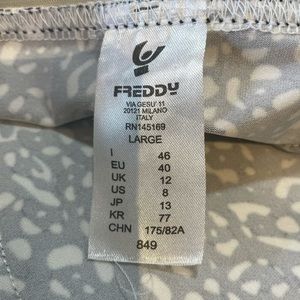 FREDDY
VIA GESU' 11
20121 MILANO
ITALY
RN145169
LARGE
I 46
EU 40
UK 12
US 8
JP 13
KR 77
CHN 175/82A
849